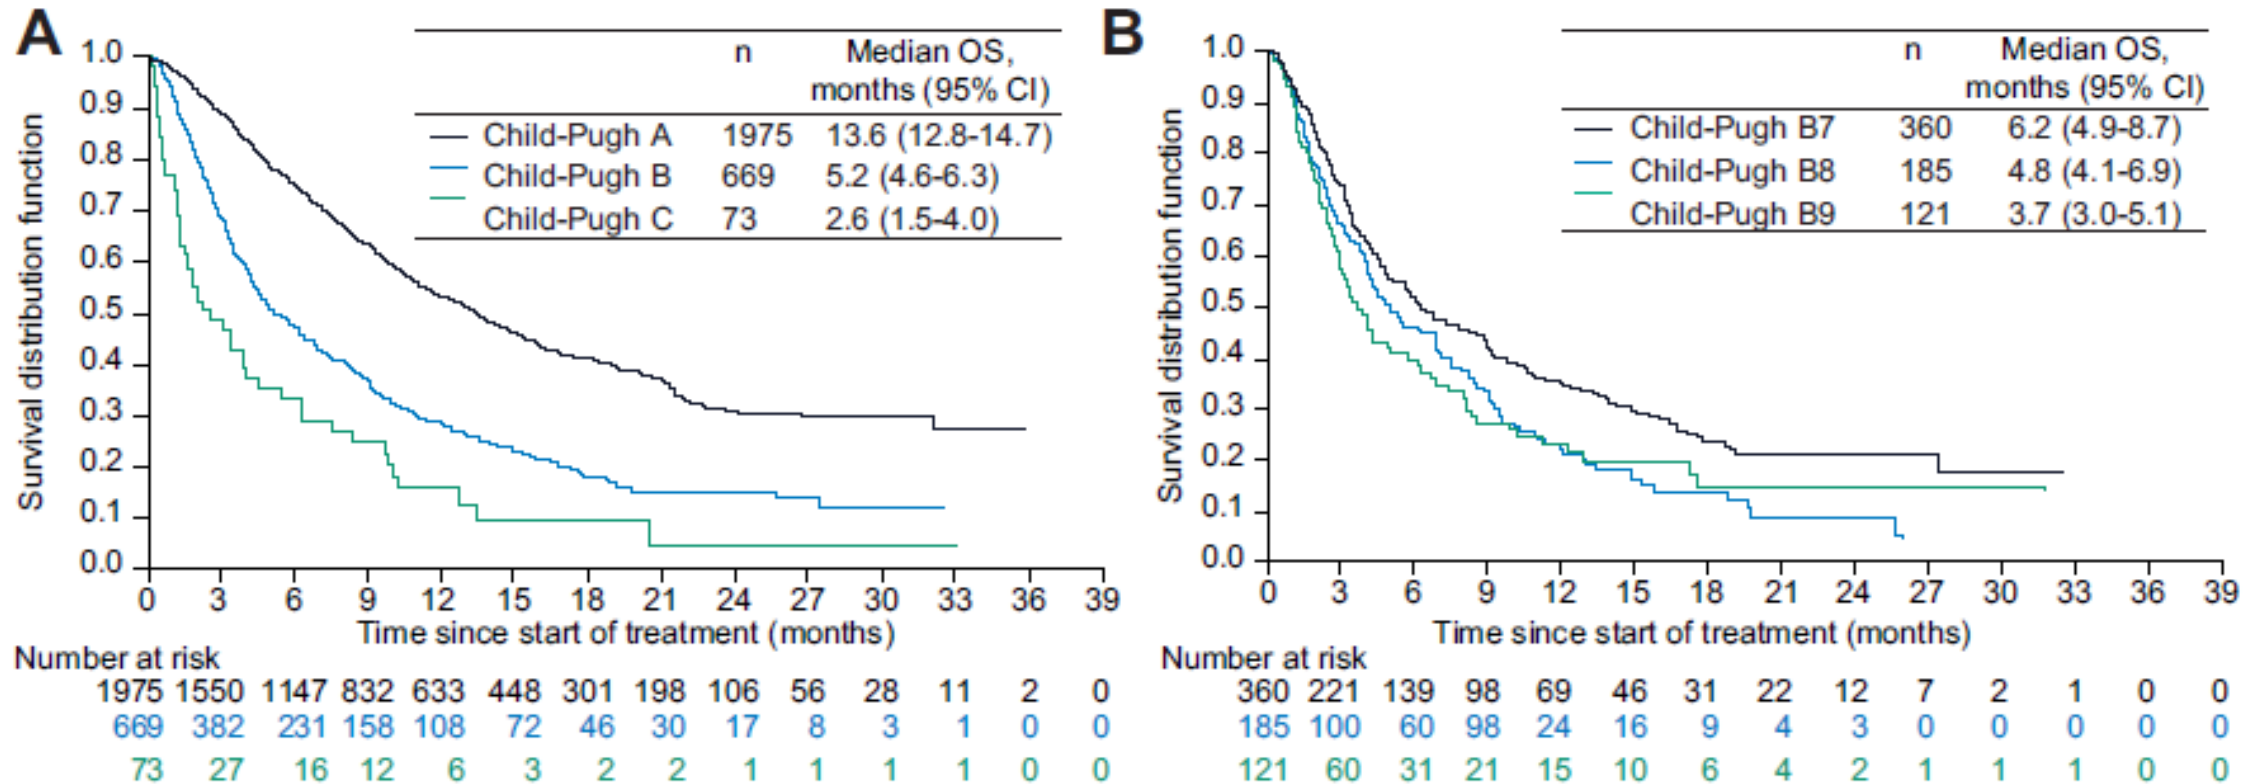 A
n Median OS,
months (95% CI)
Child-Pugh A 1975 13.6 (12.8-14.7)
Child-Pugh B 669 5.2 (4.6-6.3)
Child-Pugh C 73 2.6 (1.5-4.0)
Survival distribution function
1.0
0.9
0.8
0.7
0.6
0.5
0.4
0.3
0.2
0.1
0.0
0 3 6 9 12 15 18 21 24 27 30 33 36 39
Time since start of treatment (months)
Number at risk
1975 1550 1147 832 633 448 301 198 106 56 28 11 2 0
669 382 231 158 108 72 46 30 17 8 3 1 0 0
73 27 16 12 6 3 2 2 1 1 1 1 0 0
B
n Median OS,
months (95% CI)
Child-Pugh B7 360 6.2 (4.9-8.7)
Child-Pugh B8 185 4.8 (4.1-6.9)
Child-Pugh B9 121 3.7 (3.0-5.1)
Survival distribution function
1.0
0.9
0.8
0.7
0.6
0.5
0.4
0.3
0.2
0.1
0.0
0 3 6 9 12 15 18 21 24 27 30 33 36 39
Time since start of treatment (months)
Number at risk
360 221 139 98 69 46 31 22 12 7 2 1 0 0
185 100 60 98 24 16 9 4 3 0 0 0 0 0
121 60 31 21 15 10 6 4 2 1 1 1 0 0